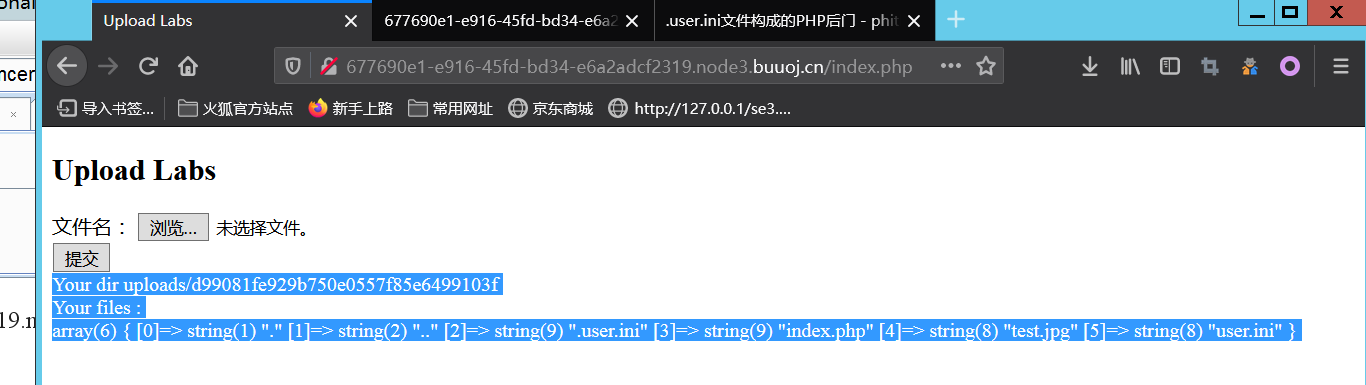 onal
ncer
19.n
Upload Labs
677690e1-e916-45fd-bd34-e6a2
.user.ini文件构成的PHP后门 - phit
677690e1-e916-45fd-bd34-e6a2adcf2319.node3.buuoj.cn/index.php
导入书签... 火狐官方站点 新手上路 常用网址 京东商城 http://127.0.0.1/se3....
Upload Labs
文件名： 浏览... 未选择文件。
提交
Your dir uploads/d99081fe929b750e0557f85e6499103f
Your files :
array(6) { [0]=> string(1) "." [1]=> string(2) ".." [2]=> string(9) ".user.ini" [3]=> string(9) "index.php" [4]=> string(8) "test.jpg" [5]=> string(8) "user.ini" }